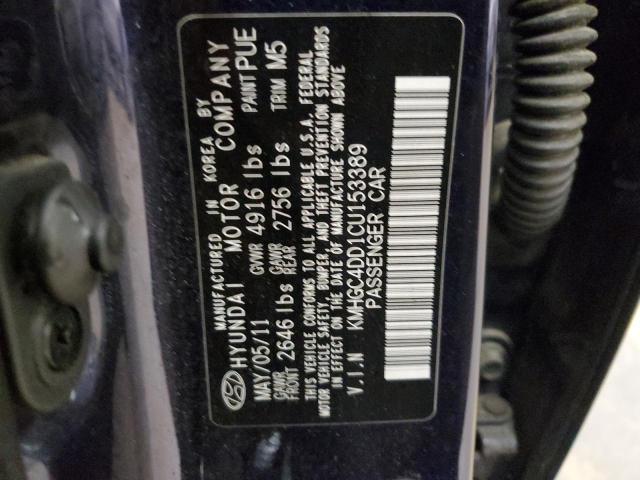 MANUFACTURED IN KOREA BY
HYUNDAI MOTOR COMPANY
MAY/05/11 GVWR 4916 lbs PAINT PUE
GAWR FRONT 2646 lbs GAWR REAR 2756 lbs TRIM M5
THIS VEHICLE CONFORMS TO ALL APPLICABLE U.S.A. FEDERAL
MOTOR VEHICLE SAFETY, BUMPER, AND THEFT PREVENTION STANDARDS
IN EFFECT ON THE DATE OF MANUFACTURE SHOWN ABOVE
V.I.N KMHGC4DD1CU153389
PASSENGER CAR